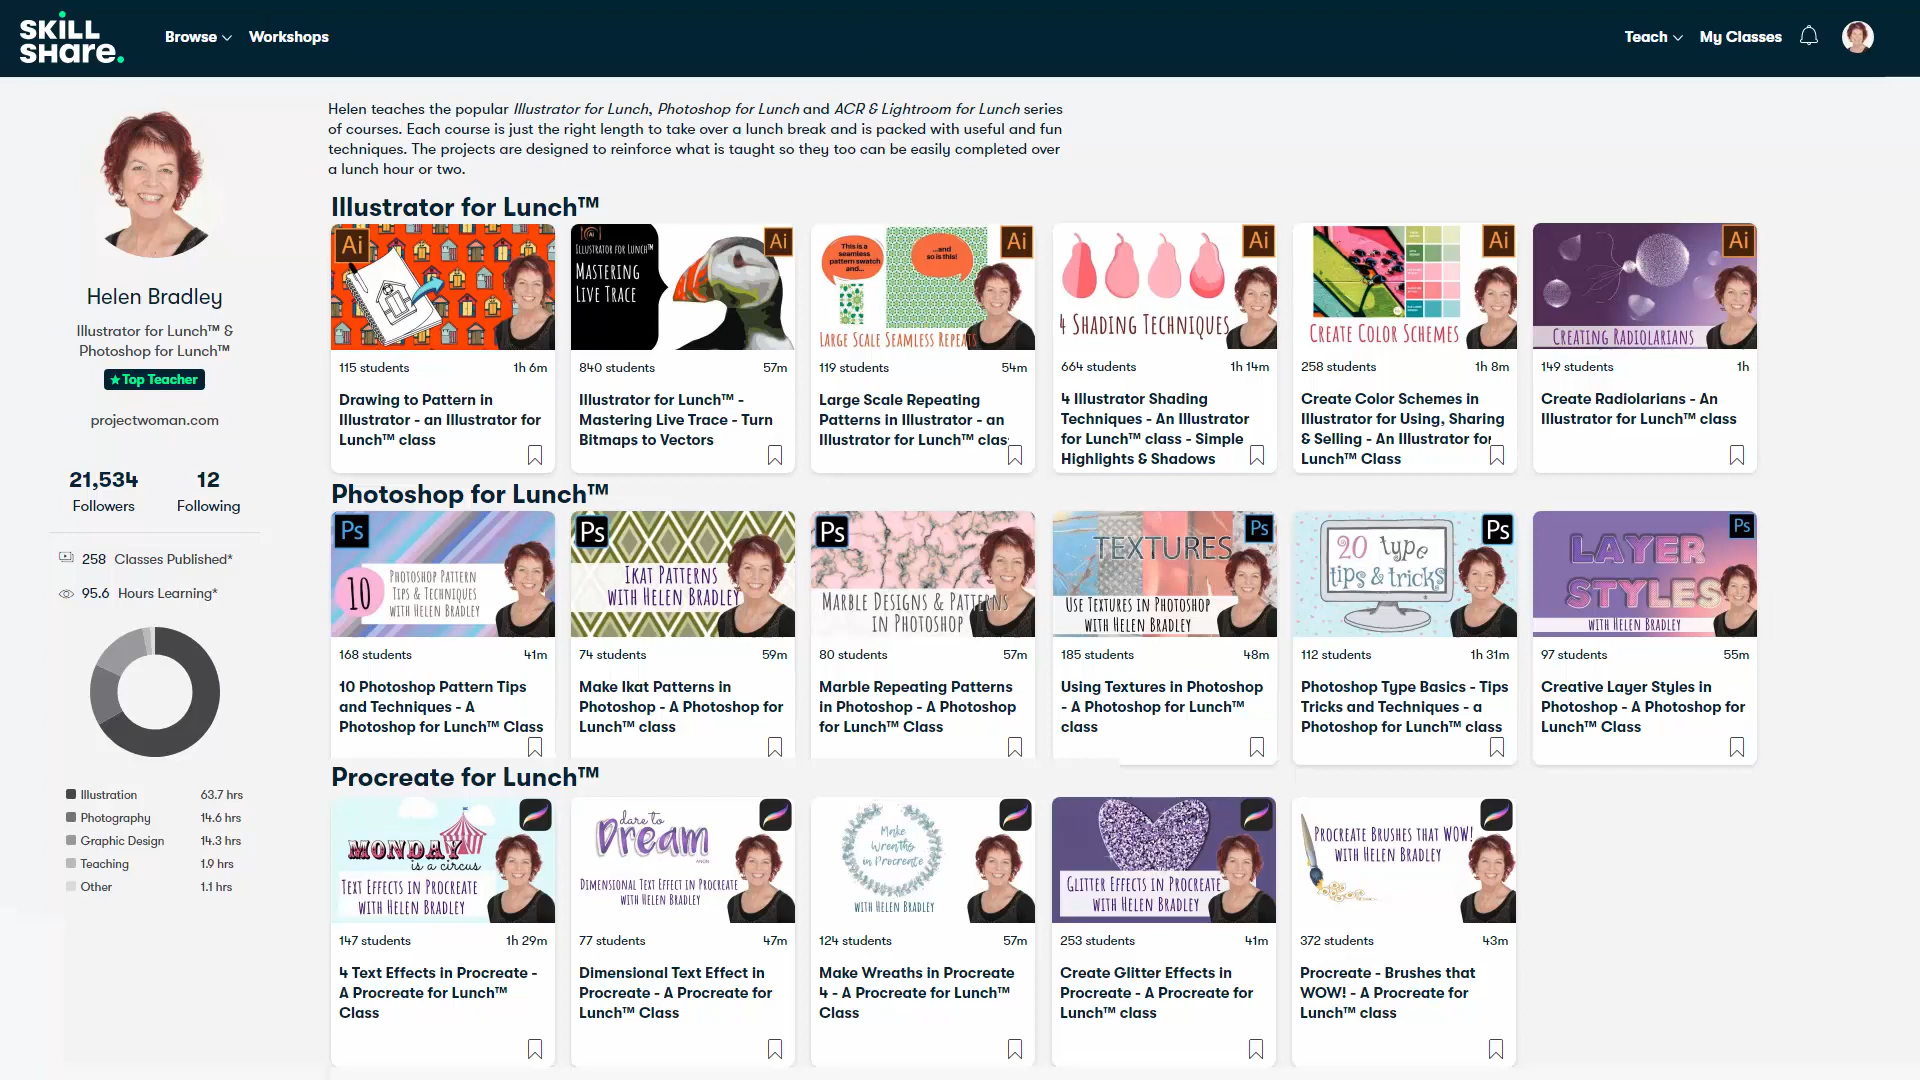 SKILL
SHare.
Browse
Workshops
Teach
My Classes
Helen Bradley
Illustrator for Lunch™ &
Photoshop for Lunch™
★Top Teacher
projectwoman.com
21,534
Followers
12
Following
258 Classes Published*
95.6 Hours Learning*
Illustration 63.7 hrs
Photography 14.6 hrs
Graphic Design 14.3 hrs
Teaching 1.9 hrs
Other 1.1 hrs
Helen teaches the popular Illustrator for Lunch, Photoshop for Lunch and ACR & Lightroom for Lunch series
of courses. Each course is just the right length to take over a lunch break and is packed with useful and fun
techniques. The projects are designed to reinforce what is taught so they too can be easily completed over
a lunch hour or two.
Illustrator for Lunch™
Ai
115 students 1h 6m
Drawing to Pattern in
Illustrator - an Illustrator for
Lunch™ class
Ai
Illustrator for Lunch™
Mastering
Live Trace
Ai
840 students 57m
Illustrator for Lunch™ -
Mastering Live Trace - Turn
Bitmaps to Vectors
This is a
seamless
pattern swatch
and...
...and
so is this!
Ai
Large Scale Seamless Repeats
119 students 54m
Large Scale Repeating
Patterns in Illustrator - an
Illustrator for Lunch™ clas
Ai
4 Shading Techniques
664 students 1h 14m
4 Illustrator Shading
Techniques - An Illustrator
for Lunch™ class - Simple
Highlights & Shadows
Ai
Create Color Schemes
258 students 1h 8m
Create Color Schemes in
Illustrator for Using, Sharing
& Selling - An Illustrator for
Lunch™ Class
Ai
Creating Radiolarians
149 students 1h
Create Radiolarians - An
Illustrator for Lunch™ class
Photoshop for Lunch™
Ps
10
Photoshop Pattern
Tips & Techniques
with Helen Bradley
168 students 41m
10 Photoshop Pattern Tips
and Techniques - A
Photoshop for Lunch™ Class
Ps
Ikat Patterns
with Helen Bradley
74 students 59m
Make Ikat Patterns in
Photoshop - A Photoshop for
Lunch™ class
Ps
Marble Designs & Patterns
in Photoshop
80 students 57m
Marble Repeating Patterns
in Photoshop - A Photoshop
for Lunch™ Class
TEXTURES
Ps
Use Textures in Photoshop
with Helen Bradley
185 students 48m
Using Textures in Photoshop
- A Photoshop for Lunch™
class
20 type
tips & tricks
Ps
112 students 1h 31m
Photoshop Type Basics - Tips
Tricks and Techniques - a
Photoshop for Lunch™ class
Ps
LAYER
STYLES
with Helen Bradley
97 students 55m
Creative Layer Styles in
Photoshop - A Photoshop for
Lunch™ Class
Procreate for Lunch™
MONDAY
is a circus
Text Effects in Procreate
with Helen Bradley
147 students 1h 29m
4 Text Effects in Procreate -
A Procreate for Lunch™
Class
dare to
Dream
Dimensional Text Effect in Procreate
with Helen Bradley
77 students 47m
Dimensional Text Effect in
Procreate - A Procreate for
Lunch™ Class
Make
Wreaths
in Procreate
with Helen Bradley
124 students 57m
Make Wreaths in Procreate
4 - A Procreate for Lunch™
Class
Glitter Effects in Procreate
with Helen Bradley
253 students 41m
Create Glitter Effects in
Procreate - A Procreate for
Lunch™ class
Procreate Brushes that WOW!
with Helen Bradley
372 students 43m
Procreate - Brushes that
WOW! - A Procreate for
Lunch™ class